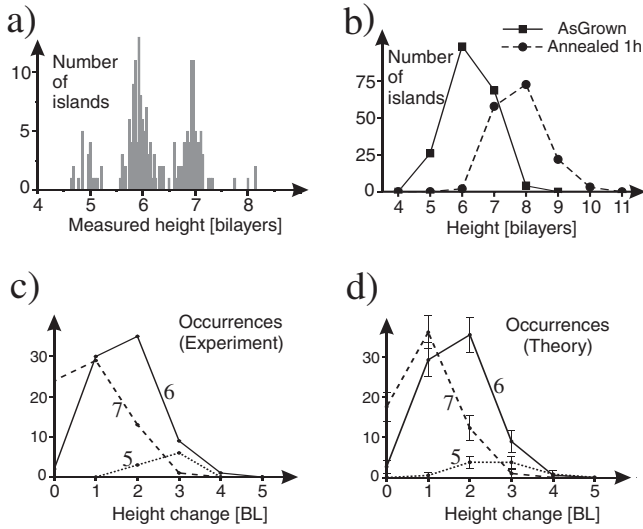 a)
Number
of
islands
10
5
0
4 5 6 7 8
Measured height [bilayers]
b)
AsGrown
Annealed 1h
Number
of
islands
75
50
25
0
4 5 6 7 8 9 10 11
Height [bilayers]
c)
Occurrences
(Experiment)
30
20
10
0
6
7
5
0 1 2 3 4 5
Height change [BL]
d)
Occurrences
(Theory)
30
20
10
0
6
7
5
0 1 2 3 4 5
Height change [BL]